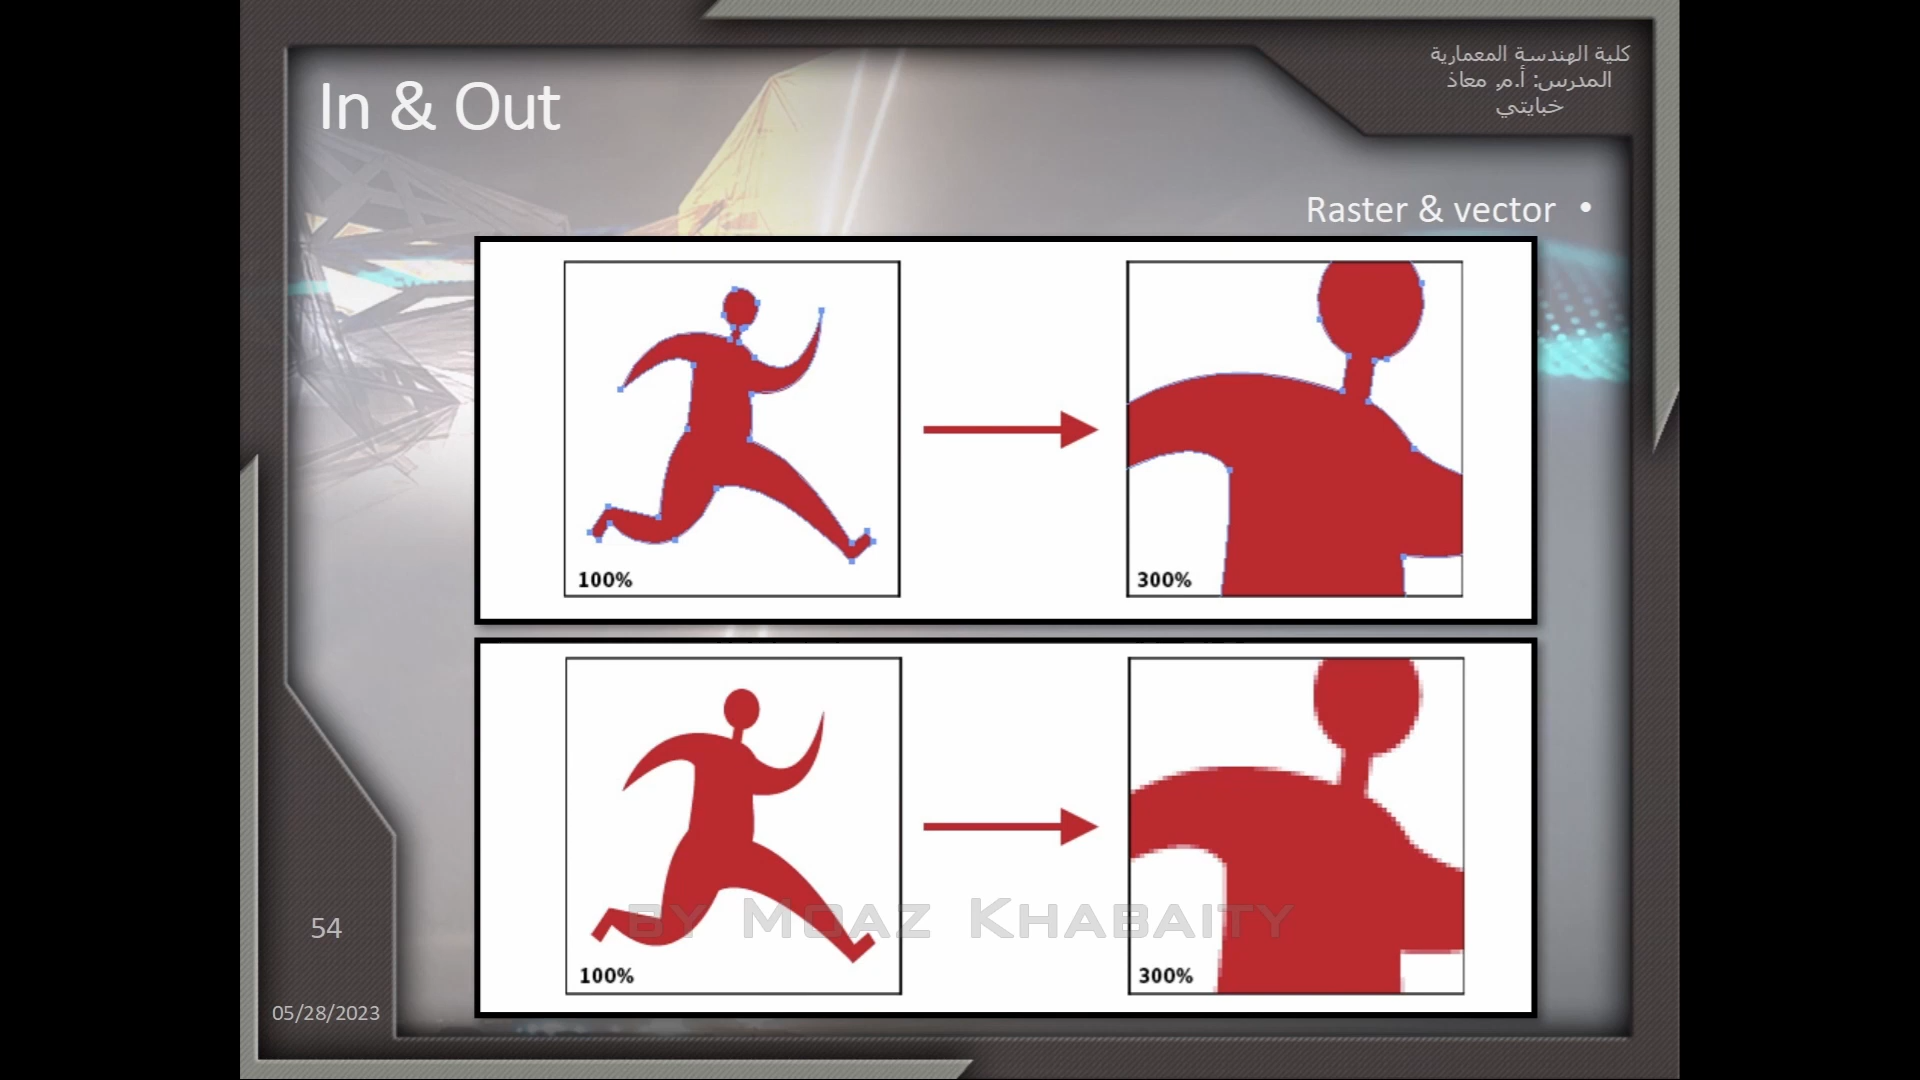 In & Out
كلية الهندسة المعمارية
المدرس: أ.م. معاذ
خبايتي
Raster & vector •
100%
300%
100%
300%
by Moaz Khabaity
54
05/28/2023